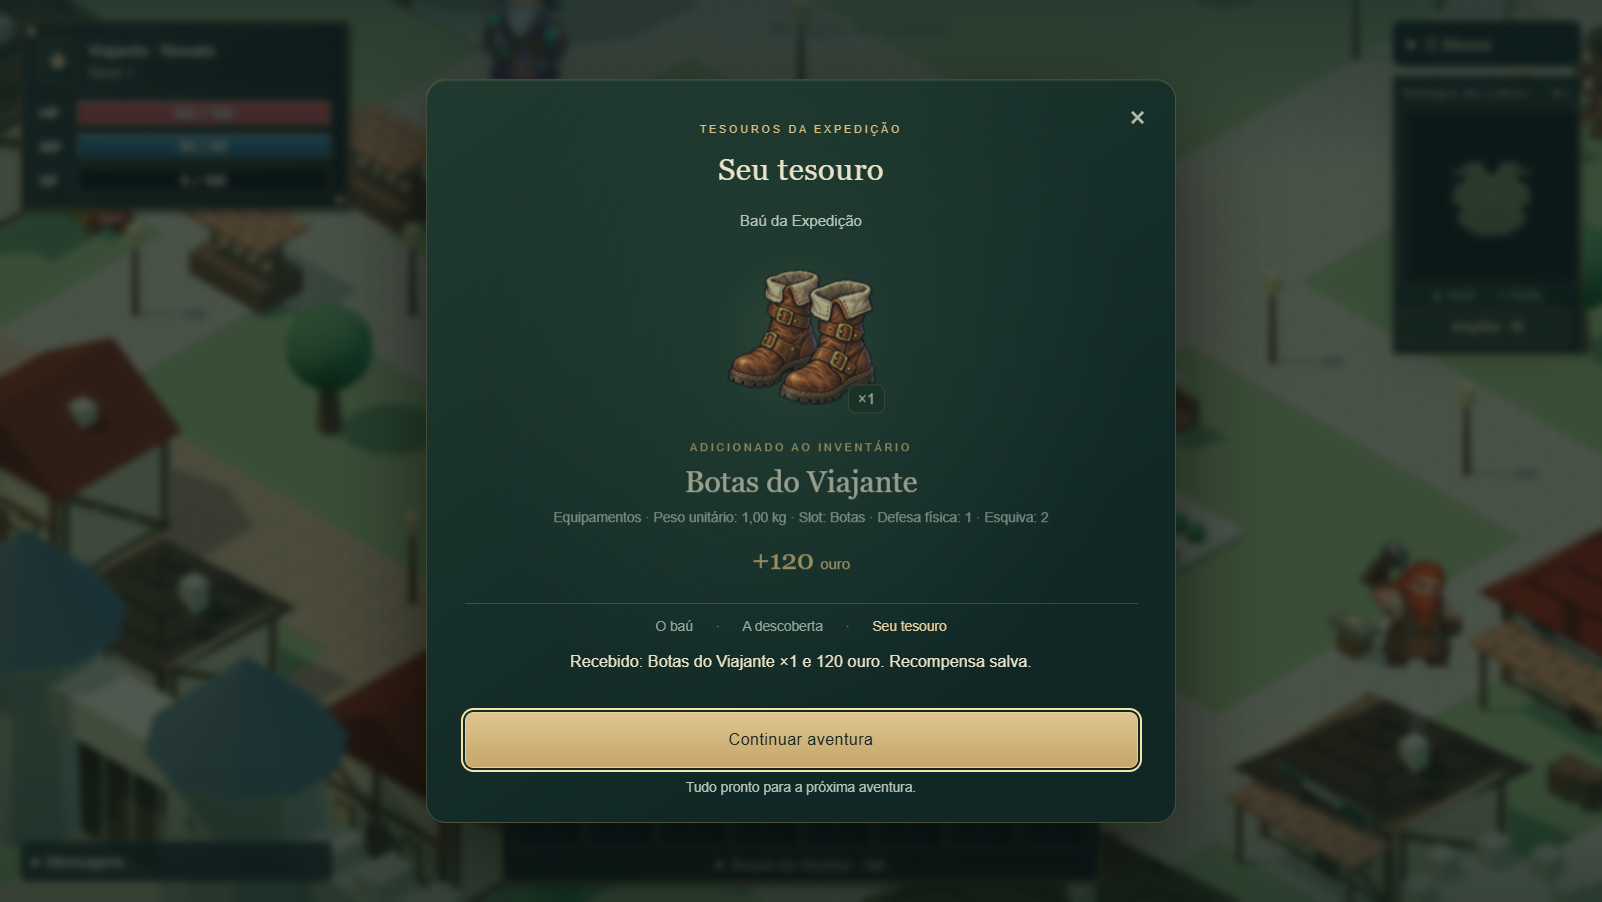 TESOUROS DA EXPEDIÇÃO
Seu tesouro
Baú da Expedição
×1
ADICIONADO AO INVENTÁRIO
Botas do Viajante
Equipamentos · Peso unitário: 1,00 kg · Slot: Botas · Defesa física: 1 · Esquiva: 2
+120 ouro
O baú · A descoberta · Seu tesouro
Recebido: Botas do Viajante ×1 e 120 ouro. Recompensa salva.
Continuar aventura
Tudo pronto para a próxima aventura.